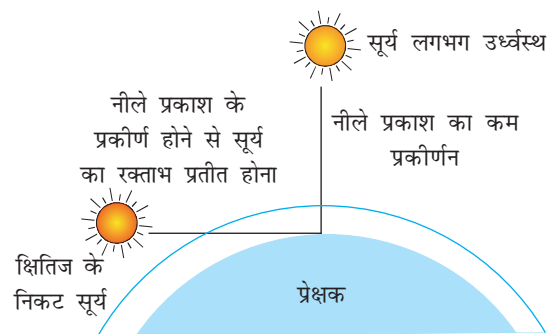 सूर्य लगभग उर्ध्वस्थ
नीले प्रकाश के
प्रकीर्ण होने से सूर्य
का रक्ताभ प्रतीत होना
नीले प्रकाश का कम
प्रकीर्णन
क्षितिज के
निकट सूर्य
प्रेक्षक